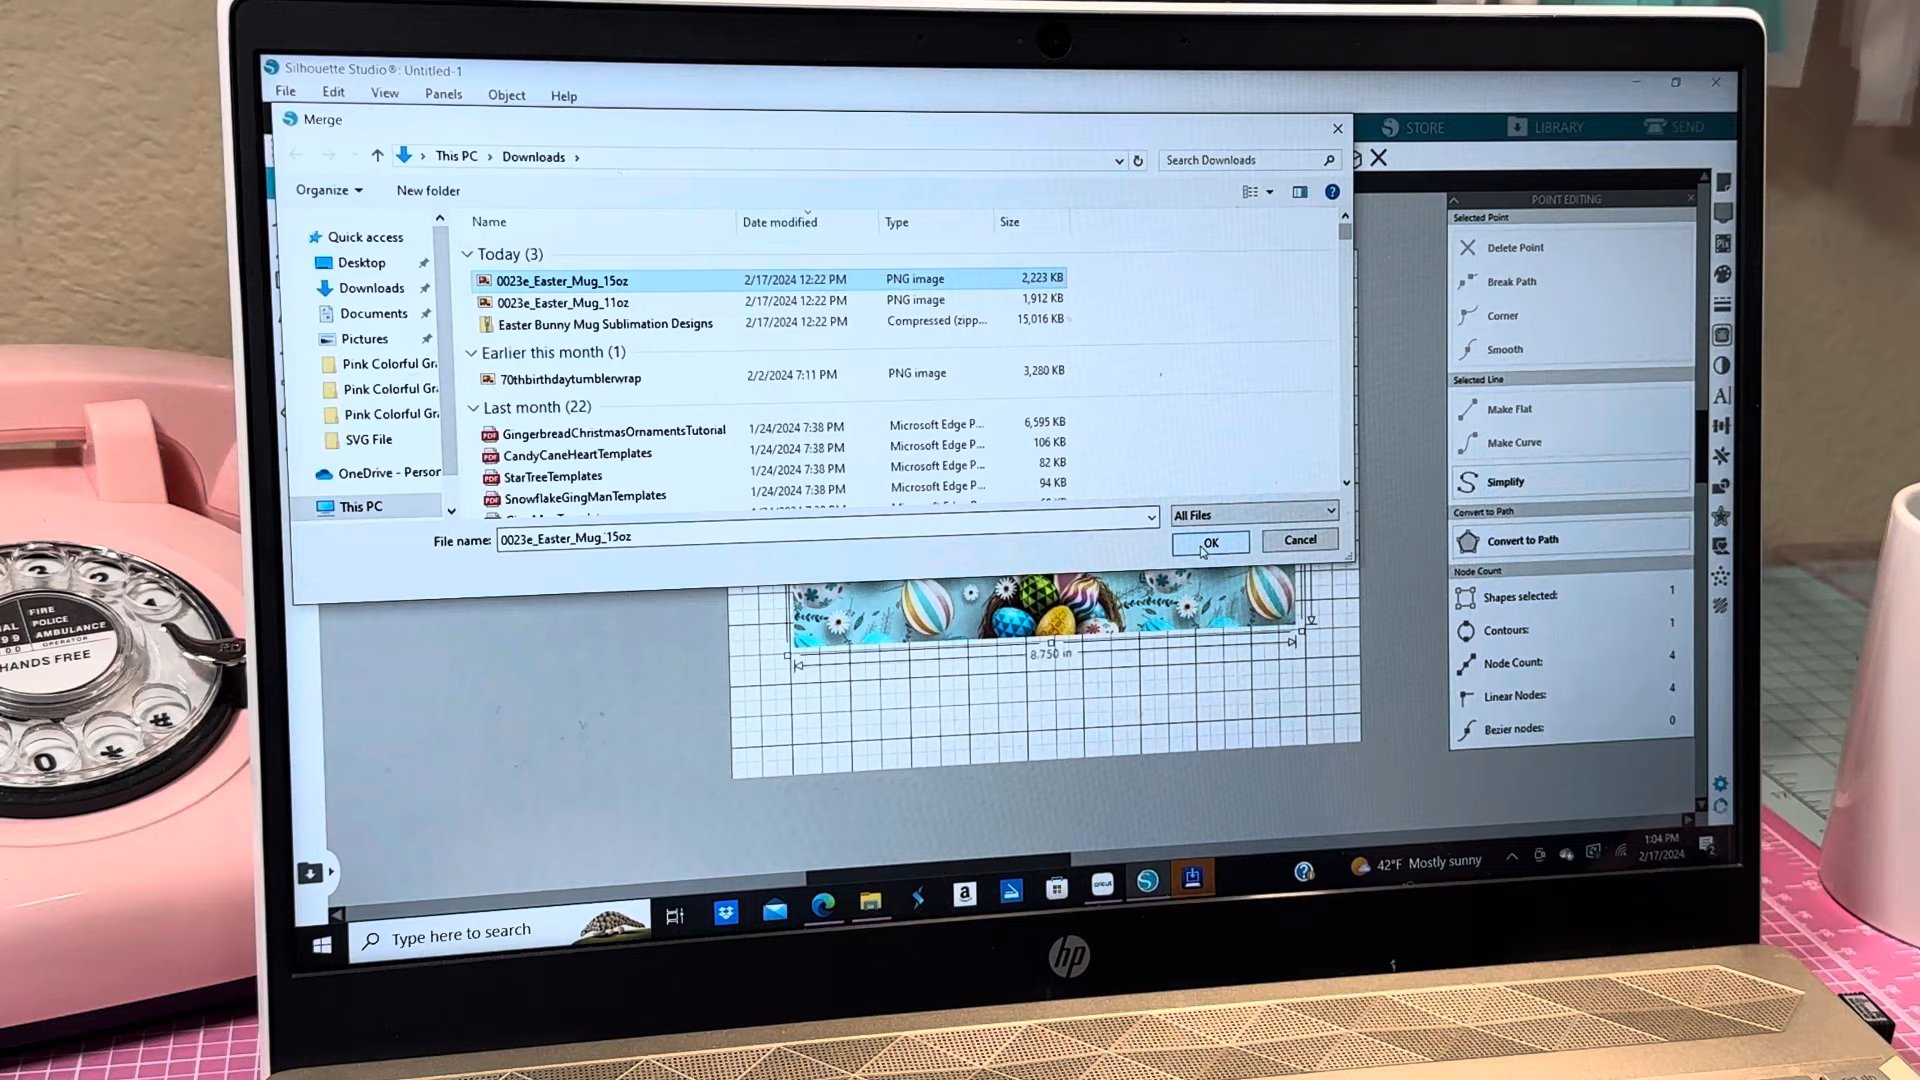 Silhouette Studio®: Untitled-1
File Edit View Panels Object Help
Merge
STORE LIBRARY SEND
This PC > Downloads >
Search Downloads
Organize New folder
POINT EDITING
Selected Point
Name Date modified Type Size
Quick access
Desktop
Downloads
Documents
Pictures
Pink Colorful Gr
Pink Colorful Gr
Pink Colorful Gr
SVG File
OneDrive - Person
This PC
Today (3)
0023e_Easter_Mug_15oz 2/17/2024 12:22 PM PNG image 2,223 KB
0023e_Easter_Mug_11oz 2/17/2024 12:22 PM PNG image 1,912 KB
Easter Bunny Mug Sublimation Designs 2/17/2024 12:22 PM Compressed (zipp... 15,016 KB
Earlier this month (1)
70thbirthdaytumblerwrap 2/2/2024 7:11 PM PNG image 3,280 KB
Last month (22)
GingerbreadChristmasOrnamentsTutorial 1/24/2024 7:38 PM Microsoft Edge P... 6,595 KB
CandyCaneHeartTemplates 1/24/2024 7:38 PM Microsoft Edge P... 106 KB
StarTreeTemplates 1/24/2024 7:38 PM Microsoft Edge P... 82 KB
SnowflakeGingManTemplates 1/24/2024 7:38 PM Microsoft Edge P... 94 KB
File name: 0023e_Easter_Mug_15oz
All Files
OK Cancel
Delete Point
Break Path
Corner
Smooth
Selected Line
Make Flat
Make Curve
Simplify
Convert to Path
Convert to Path
Node Count
Shapes selected: 1
Contours: 1
Node Count: 4
Linear Nodes: 4
Bezier nodes: 0
8.750 in
Type here to search
cricut
42°F Mostly sunny
1:04 PM
2/17/2024
2
hp
FIRE
POLICE
AMBULANCE
OPERATOR
HANDS FREE
0
*
#